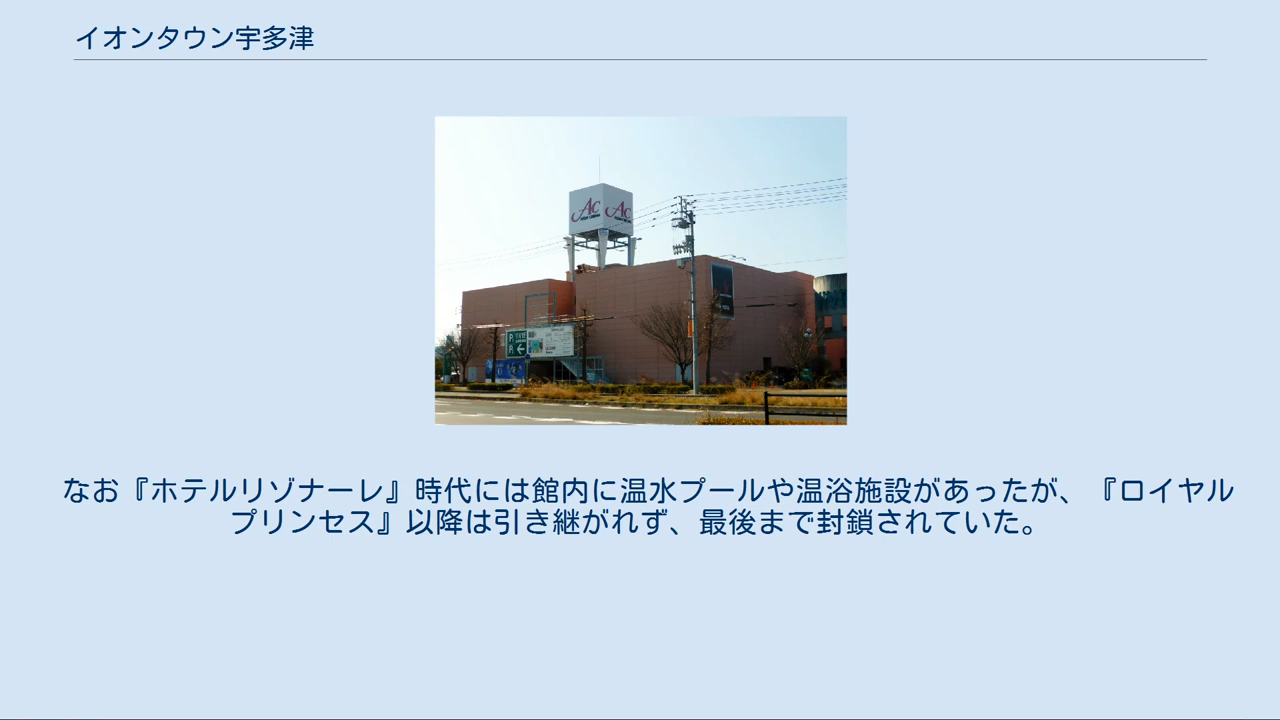 イオンタウン宇多津
Ac
Ac
P
P
なお『ホテルリゾナーレ』時代には館内に温水プールや温浴施設があったが、『ロイヤル
プリンセス』以降は引き継がれず、最後まで封鎖されていた。